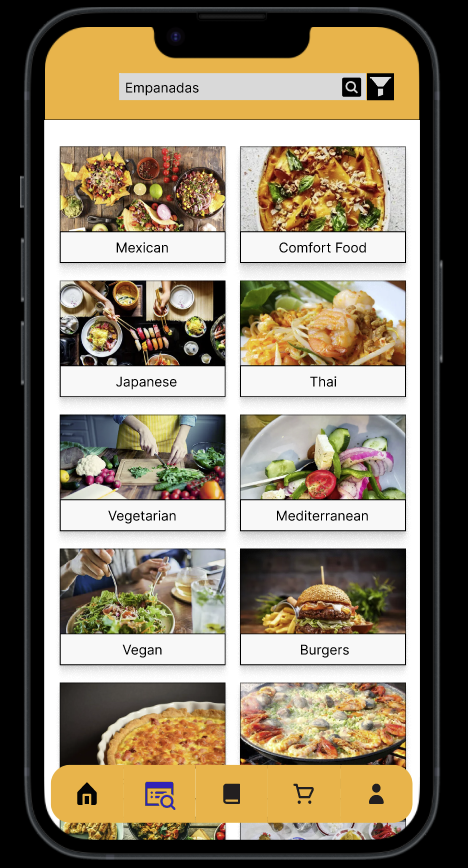 Empanadas
Mexican
Comfort Food
Japanese
Thai
Vegetarian
Mediterranean
Vegan
Burgers